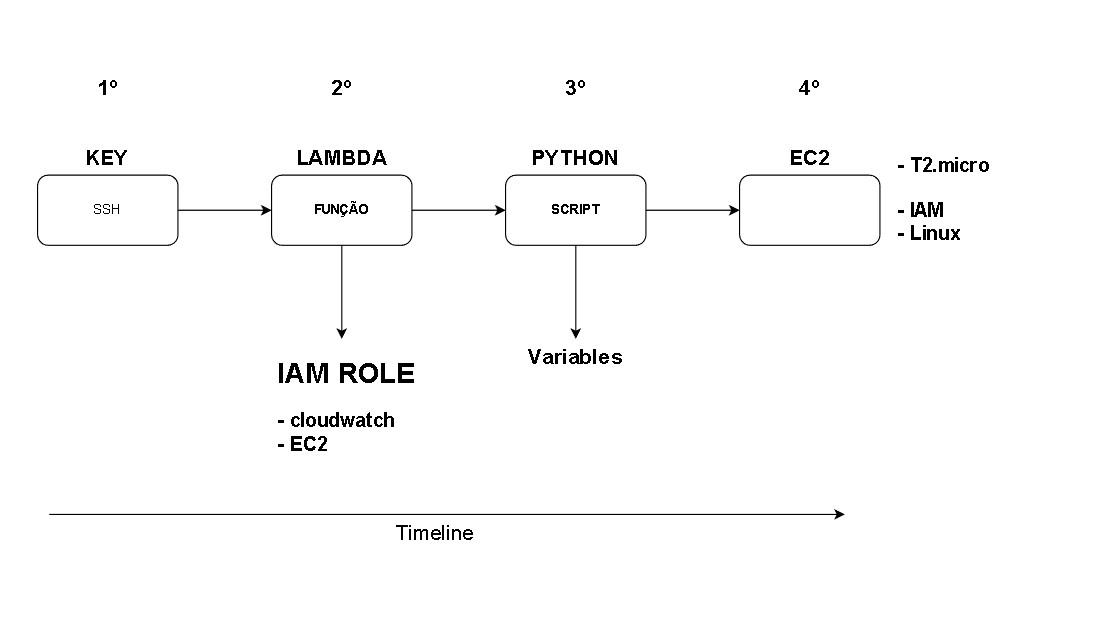 1º
2º
3º
4º
KEY
LAMBDA
PYTHON
EC2
- T2.micro
SSH
FUNÇÃO
SCRIPT
- IAM
- Linux
IAM ROLE
- cloudwatch
- EC2
Variables
Timeline